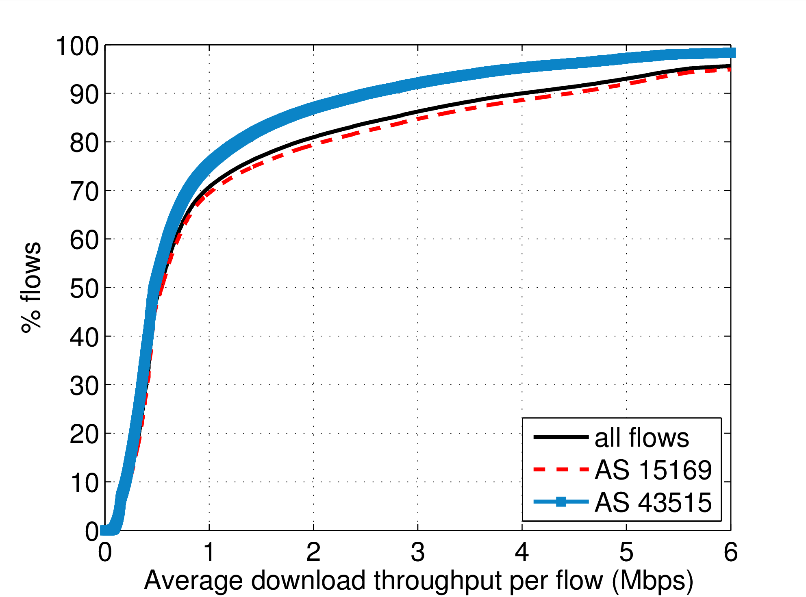 100
90
80
70
60
50
40
30
20
10
0
% flows
all flows
AS 15169
AS 43515
0 1 2 3 4 5 6
Average download throughput per flow (Mbps)